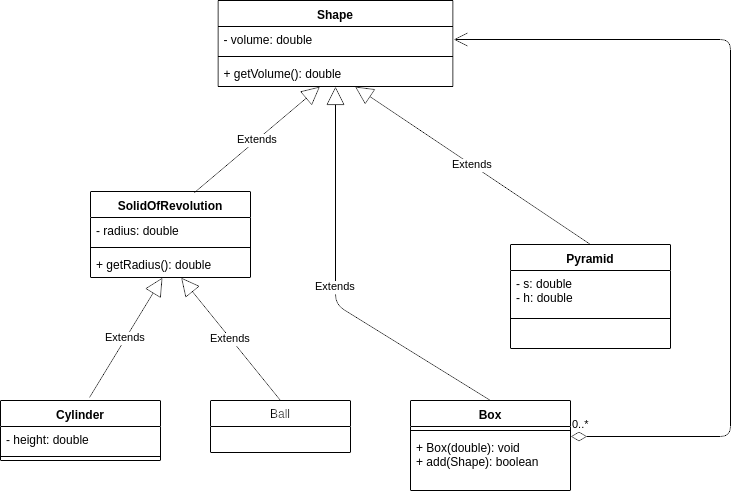 Shape
- volume: double
+ getVolume(): double
Extends
Extends
SolidOfRevolution
- radius: double
+ getRadius(): double
Pyramid
- s: double
- h: double
Extends
Extends
Extends
Cylinder
- height: double
Ball
Box
0..*
+ Box(double): void
+ add(Shape): boolean